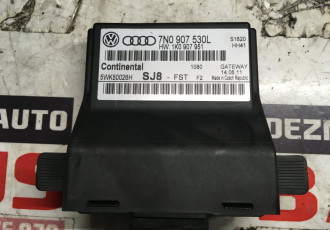 7N0 907 530L
HW: 1K0 907 951
S1620
HH41
Continental
1080
GATEWAY
14.06.11
5WK50026H
SJ8 - FST
F2
Made in Czech Republic
DEZ